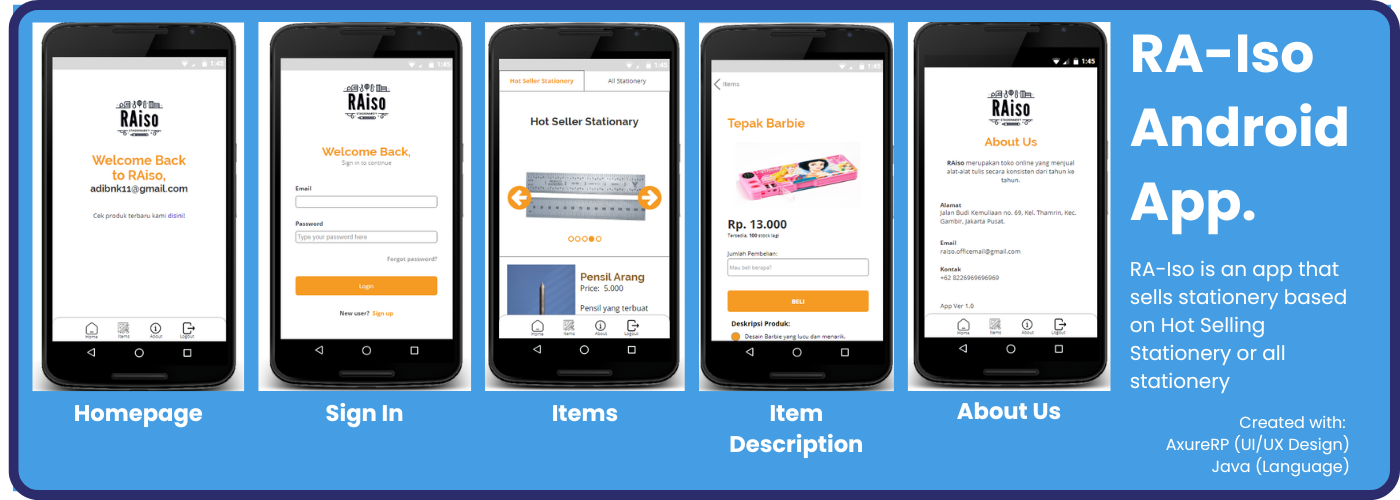 1:45
RAiso
STATIONARY
Welcome Back
to RAiso,
adibnk11@gmail.com
Cek produk terbaru kami disini!
Home
Items
About
Logout
Homepage
1:45
RAiso
STATIONARY
Welcome Back,
Sign in to continue
Email
Password
Type your password here
Forgot password?
Login
New user? Sign up
Sign In
1:45
Hot Seller Stationary
All Stationery
Hot Seller Stationary
Pensil Arang
Price: 5.000
Pensil yang terbuat
Home
Items
About
Logout
Items
1:45
Items
Tepak Barbie
Rp. 13.000
Tersedia, 100 stock lagi
Jumlah Pembelian:
Mau beli berapa?
BELI
Deskripsi Produk:
Desain Barbie yang lucu dan menarik.
Item
Description
1:45
RAiso
STATIONARY
About Us
RAiso merupakan toko online yang menjual
alat-alat tulis secara konsisten dari tahun ke
tahun.
Alamat
Jalan Budi Kemuliaan no. 69, Kel. Thamrin, Kec.
Gambir, Jakarta Pusat.
Email
raiso.officemail@gmail.com
Kontak
+62 8226969696969
App Ver 1.0
Home
Items
About
Logout
About Us
RA-Iso
Android
App.
RA-Iso is an app that
sells stationery based
on Hot Selling
Stationery or all
stationery
Created with:
AxureRP (UI/UX Design)
Java (Language)